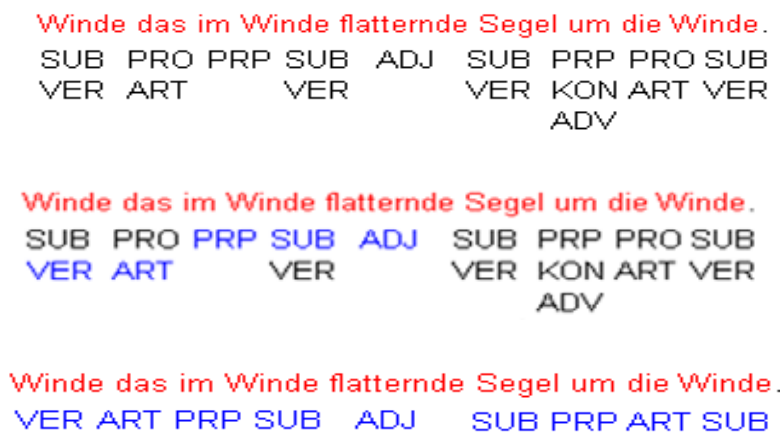 Winde das im Winde flatternde Segel um die Winde.
SUB PRO PRP SUB ADJ SUB PRP PRO SUB
VER ART VER VER KON ART VER
ADV
Winde das im Winde flatternde Segel um die Winde.
SUB PRO PRP SUB ADJ SUB PRP PRO SUB
VER ART VER VER KON ART VER
ADV
Winde das im Winde flatternde Segel um die Winde.
VER ART PRP SUB ADJ SUB PRP ART SUB